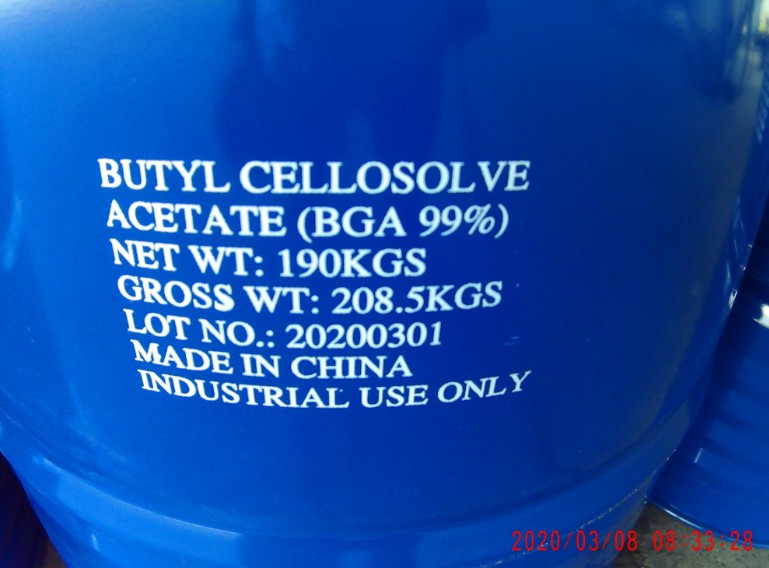 BUTYL CELLOSOLVE
ACETATE (BGA 99%)
NET WT: 190KGS
GROSS WT: 208.5KGS
LOT NO.: 20200301
MADE IN CHINA
INDUSTRIAL USE ONLY
2020/03/08 08:33:28